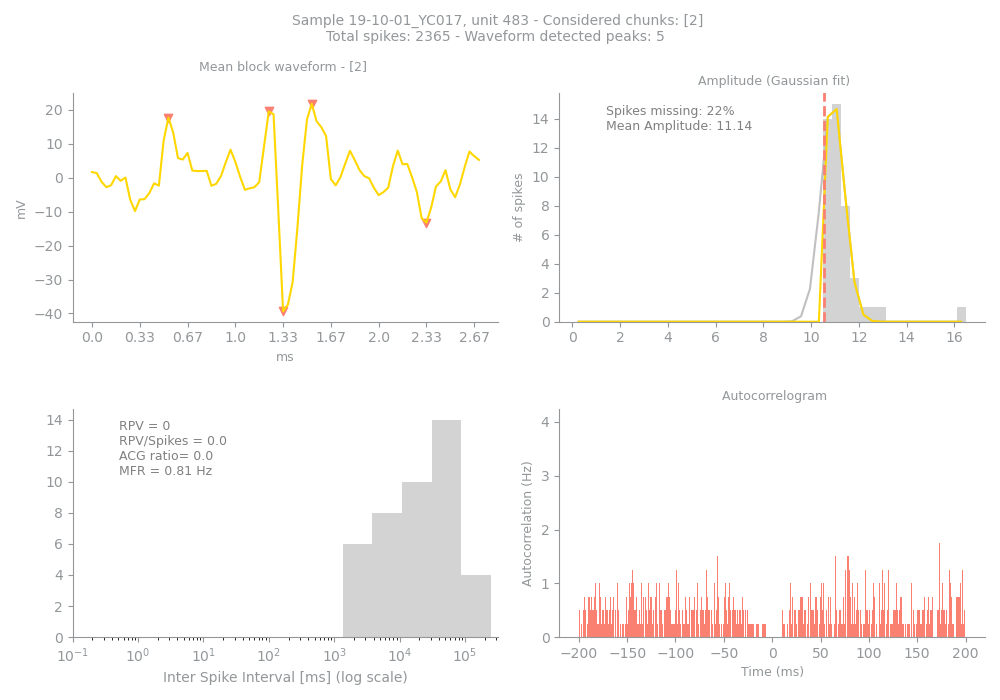 Sample 19-10-01_YC017, unit 483 - Considered chunks: [2]
Total spikes: 2365 - Waveform detected peaks: 5
Mean block waveform - [2]
20
10
0
−10
−20
−30
−40
mV
0.0 0.33 0.67 1.0 1.33 1.67 2.0 2.33 2.67
ms
Amplitude (Gaussian fit)
Spikes missing: 22%
Mean Amplitude: 11.14
14
12
10
8
6
4
2
0
# of spikes
0 2 4 6 8 10 12 14 16
RPV = 0
RPV/Spikes = 0.0
ACG ratio= 0.0
MFR = 0.81 Hz
14
12
10
8
6
4
2
0
10⁻¹ 10⁰ 10¹ 10² 10³ 10⁴ 10⁵
Inter Spike Interval [ms] (log scale)
Autocorrelogram
4
3
2
1
0
Autocorrelation (Hz)
−200 −150 −100 −50 0 50 100 150 200
Time (ms)